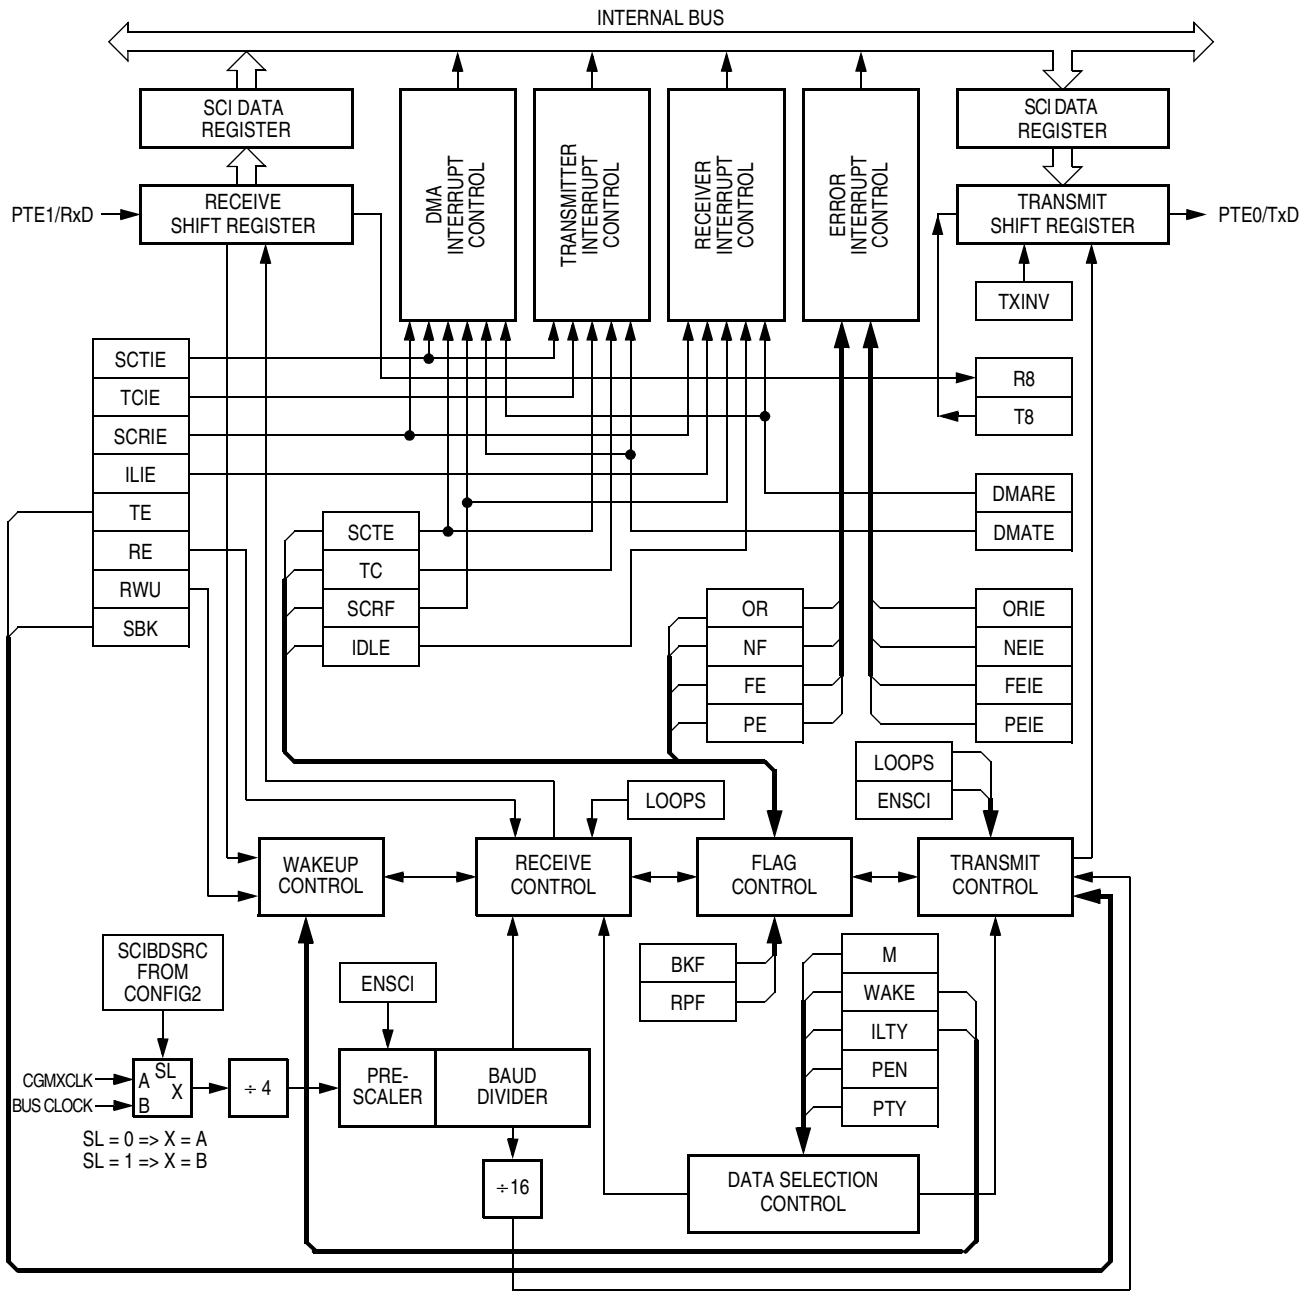 INTERNAL BUS
SCI DATA
REGISTER
SCI DATA
REGISTER
DMA
INTERRUPT
CONTROL
TRANSMITTER
INTERRUPT
CONTROL
RECEIVER
INTERRUPT
CONTROL
ERROR
INTERRUPT
CONTROL
PTE1/RxD
RECEIVE
SHIFT REGISTER
TRANSMIT
SHIFT REGISTER
PTE0/TxD
TXINV
SCTIE
TCIE
SCRIE
ILIE
TE
RE
RWU
SBK
R8
T8
DMARE
DMATE
SCTE
TC
SCRF
IDLE
OR
NF
FE
PE
ORIE
NEIE
FEIE
PEIE
LOOPS
ENSCI
LOOPS
WAKEUP
CONTROL
RECEIVE
CONTROL
FLAG
CONTROL
TRANSMIT
CONTROL
SCIBDSRC
FROM
CONFIG2
ENSCI
BKF
RPF
M
WAKE
ILTY
PEN
PTY
CGMXCLK
BUS CLOCK
A
SL
X
B
÷ 4
PRE-
SCALER
BAUD
DIVIDER
SL = 0 => X = A
SL = 1 => X = B
÷16
DATA SELECTION
CONTROL